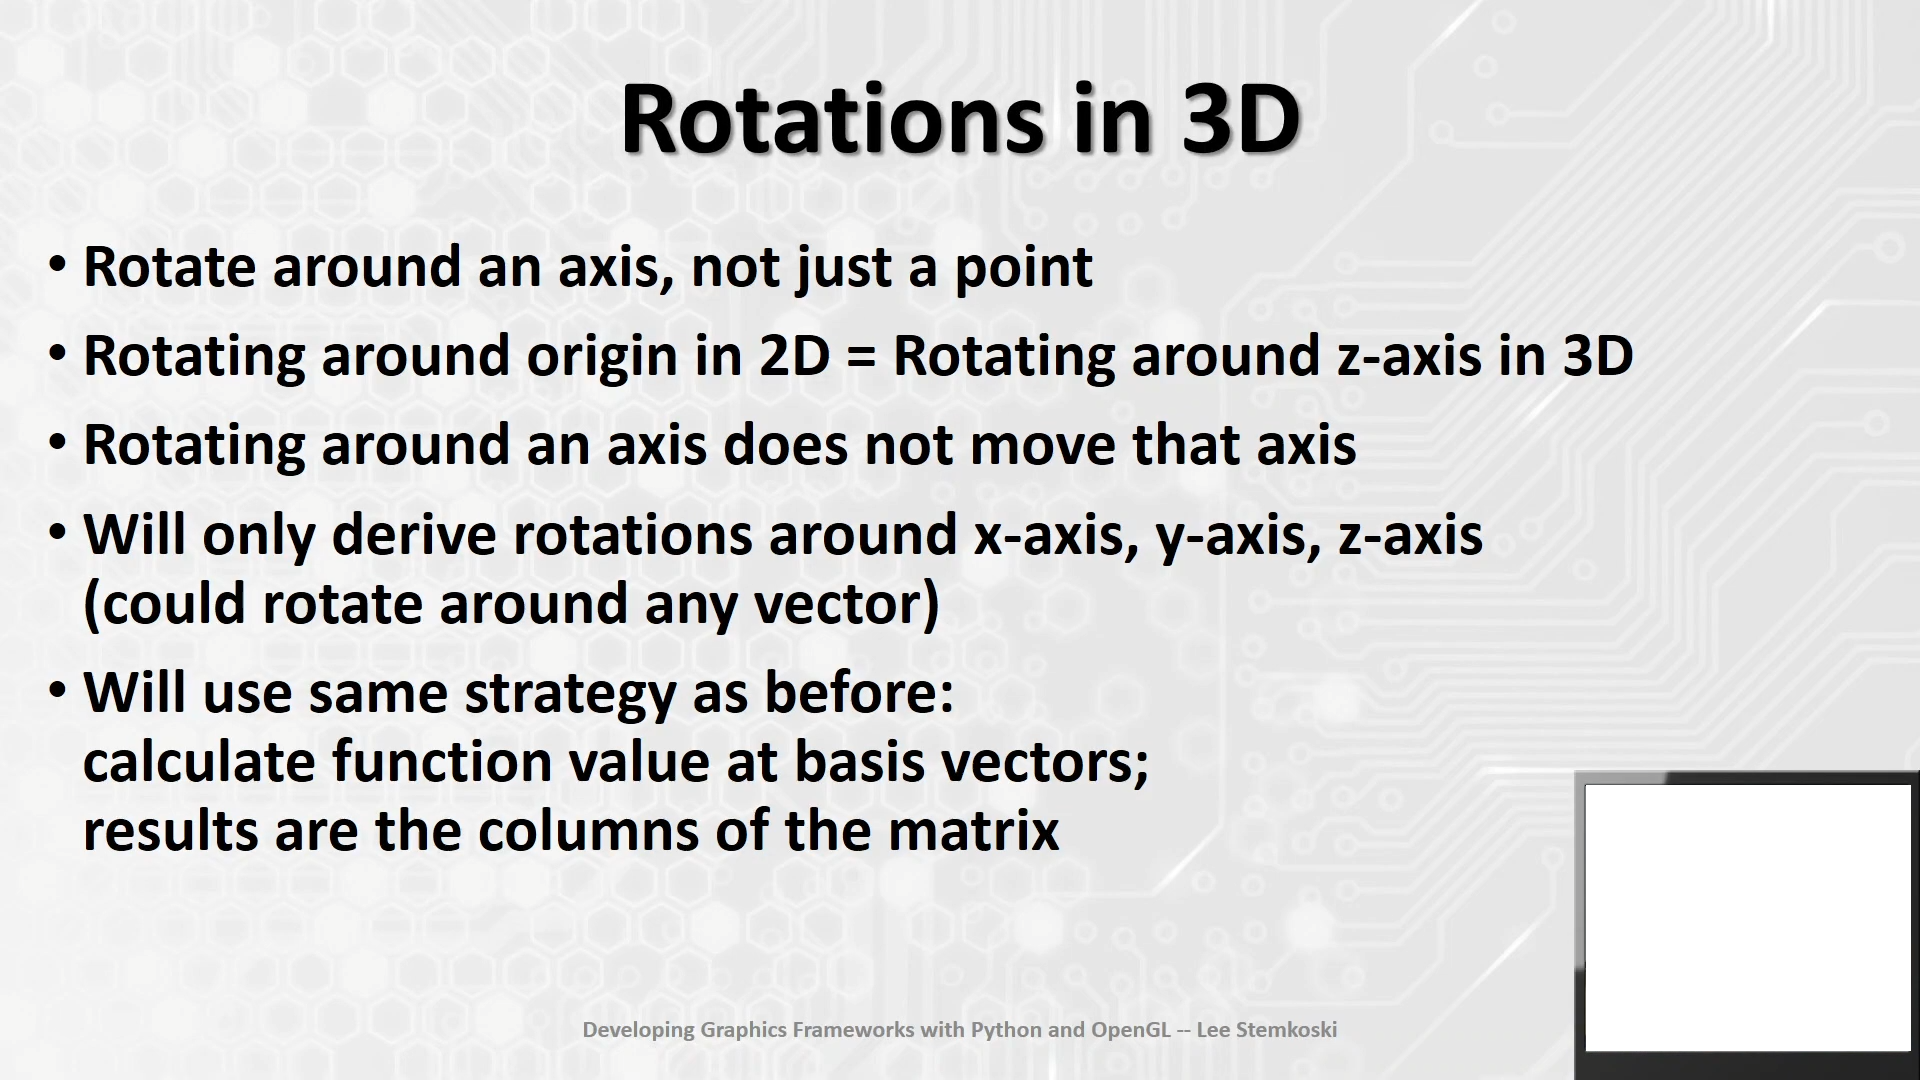 Rotations in 3D
• Rotate around an axis, not just a point
• Rotating around origin in 2D = Rotating around z-axis in 3D
• Rotating around an axis does not move that axis
• Will only derive rotations around x-axis, y-axis, z-axis
(could rotate around any vector)
• Will use same strategy as before:
calculate function value at basis vectors;
results are the columns of the matrix
Developing Graphics Frameworks with Python and OpenGL -- Lee Stemkoski